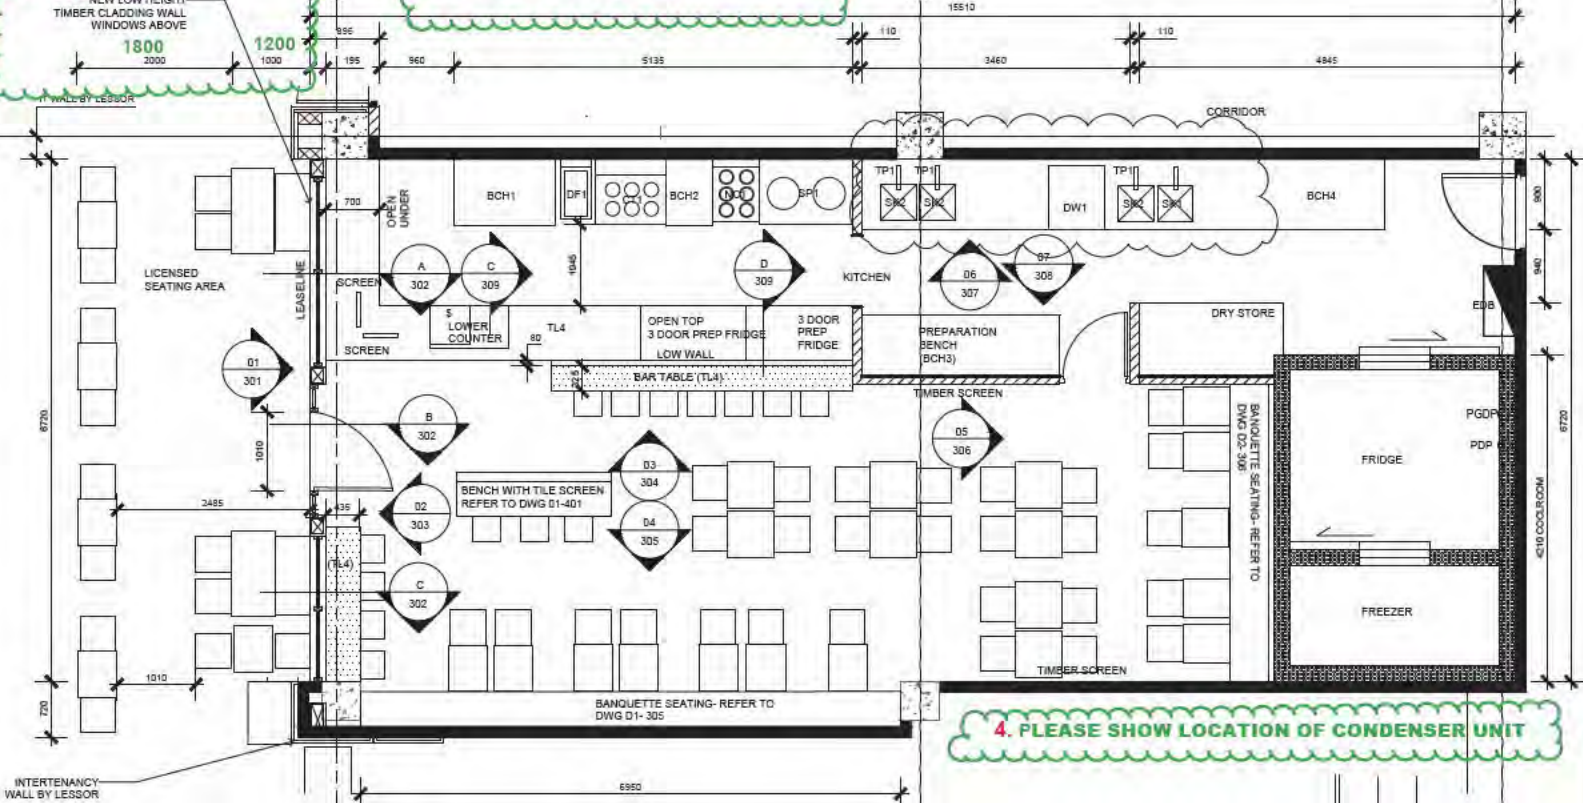 NEW LOW HEIGHT
TIMBER CLADDING WALL
WINDOWS ABOVE
1800
1200
2000
1000
15510
195
960
5135
110
3460
110
4845
WALL BY LESSOR
CORRIDOR
700
OPEN
UNDER
BCH1
DF1
BCH2
SP1
TP1
TP1
DW1
TP1
BCH4
900
940
LICENSED
SEATING AREA
LEASELINE
SCREEN
SCREEN
A
302
C
309
1045
D
309
KITCHEN
06
307
07
308
EDB
$
LOWER
COUNTER
TL4
80
OPEN TOP
3 DOOR PREP FRIDGE
LOW WALL
3 DOOR
PREP
FRIDGE
PREPARATION
BENCH
(BCH3)
DRY STORE
BAR TABLE (TL4)
TIMBER SCREEN
01
301
B
302
6720
1010
05
306
BANQUETTE SEATING- REFER TO
DWG D2- 306
PGDP
PDP
FRIDGE
6720
03
304
BENCH WITH TILE SCREEN
REFER TO DWG 01-401
2485
435
02
303
04
305
4210 COOLROOM
(TL4)
C
302
FREEZER
1010
TIMBER SCREEN
720
BANQUETTE SEATING- REFER TO
DWG D1- 305
4. PLEASE SHOW LOCATION OF CONDENSER UNIT
INTERTENANCY
WALL BY LESSOR
6950